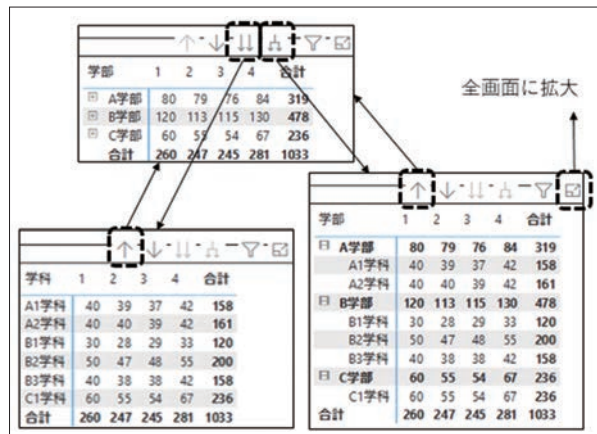 学部 1 2 3 4 合計
A学部 80 79 76 84 319
B学部 120 113 115 130 478
C学部 60 55 54 67 236
合計 260 247 245 281 1033
全画面に拡大
学科 1 2 3 4 合計
A1学科 40 39 37 42 158
A2学科 40 40 39 42 161
B1学科 30 28 29 33 120
B2学科 50 47 48 55 200
B3学科 40 38 38 42 158
C1学科 60 55 54 67 236
合計 260 247 245 281 1033
学部 1 2 3 4 合計
A学部 80 79 76 84 319
A1学科 40 39 37 42 158
A2学科 40 40 39 42 161
B学部 120 113 115 130 478
B1学科 30 28 29 33 120
B2学科 50 47 48 55 200
B3学科 40 38 38 42 158
C学部 60 55 54 67 236
C1学科 60 55 54 67 236
合計 260 247 245 281 1033